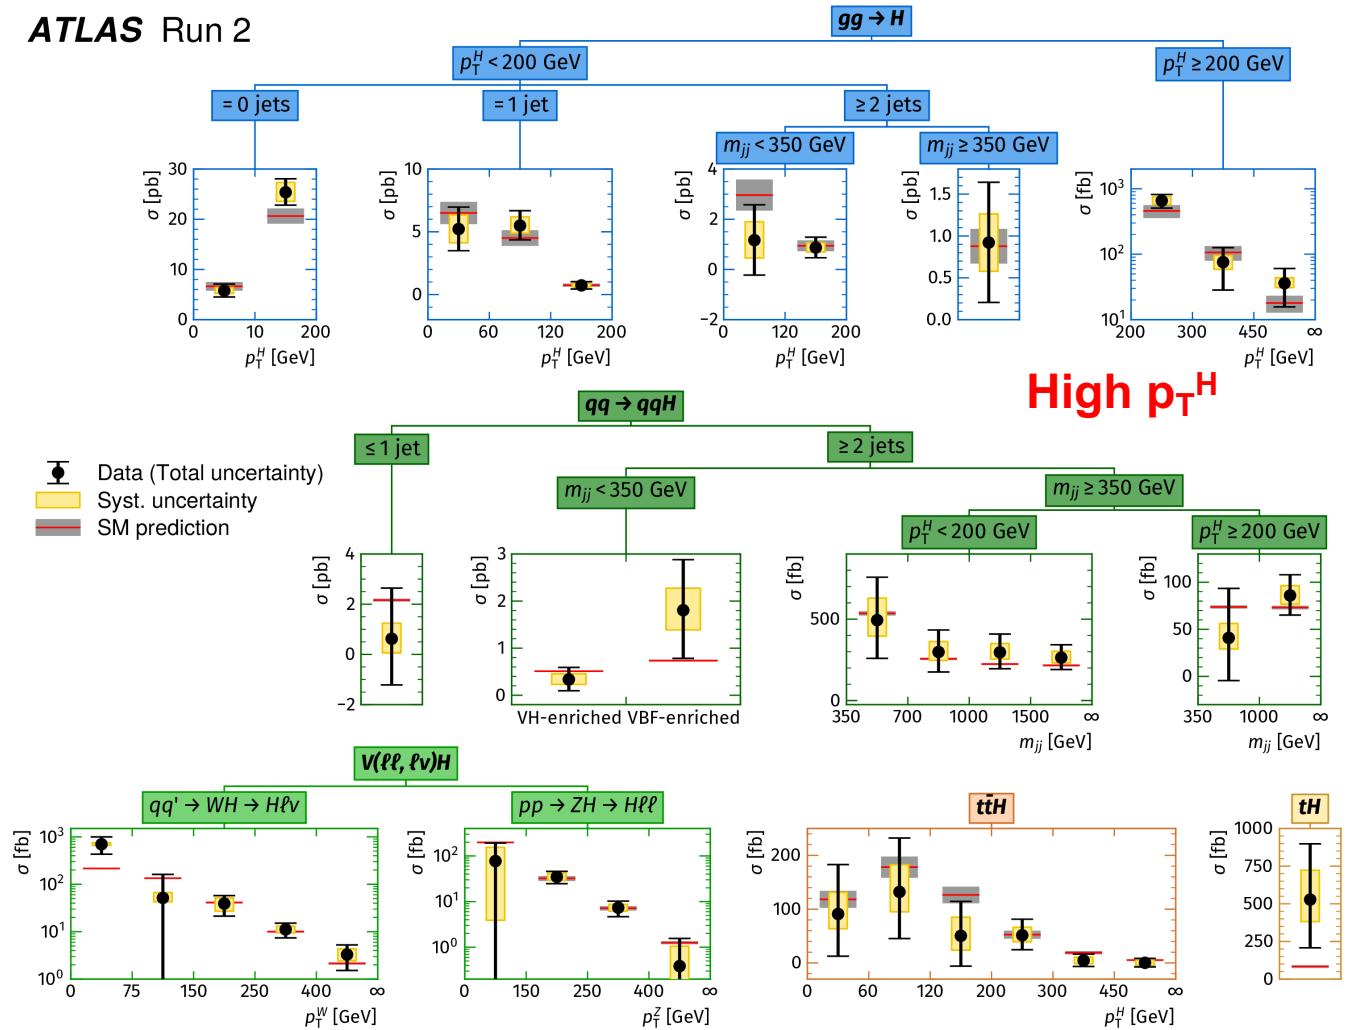 ATLAS Run 2
gg → H
p_T^H < 200 GeV
p_T^H ≥ 200 GeV
= 0 jets
= 1 jet
≥ 2 jets
m_jj < 350 GeV
m_jj ≥ 350 GeV
σ [pb]
30
20
10
0
0 10 200
p_T^H [GeV]
σ [pb]
10
5
0
0 60 120 200
p_T^H [GeV]
σ [pb]
4
2
0
−2
0 120 200
p_T^H [GeV]
σ [pb]
1.5
1.0
0.5
0.0
σ [fb]
10^3
10^2
10^1
200 300 450 ∞
p_T^H [GeV]
High p_T^H
qq → qqH
≤ 1 jet
≥ 2 jets
m_jj < 350 GeV
m_jj ≥ 350 GeV
p_T^H < 200 GeV
p_T^H ≥ 200 GeV
Data (Total uncertainty)
Syst. uncertainty
SM prediction
σ [pb]
4
2
0
−2
σ [pb]
3
2
1
0
VH-enriched VBF-enriched
σ [fb]
500
0
350 700 1000 1500 ∞
m_jj [GeV]
σ [fb]
100
50
0
350 1000 ∞
m_jj [GeV]
V(ℓℓ, ℓν)H
qq' → WH → Hℓν
pp → ZH → Hℓℓ
σ [fb]
10^3
10^2
10^1
10^0
0 75 150 250 400 ∞
p_T^W [GeV]
σ [fb]
10^2
10^1
10^0
0 150 250 400 ∞
p_T^Z [GeV]
tt̄H
σ [fb]
200
100
0
0 60 120 200 300 450 ∞
p_T^H [GeV]
tH
σ [fb]
1000
750
500
250
0